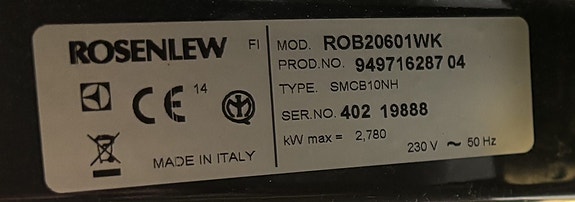 ROSENLEW FI
CE 14
MADE IN ITALY
MOD. ROB20601WK
PROD.NO. 949716287 04
TYPE. SMCB10NH
SER.NO. 402 19888
kW max = 2,780
230 V ~ 50 Hz